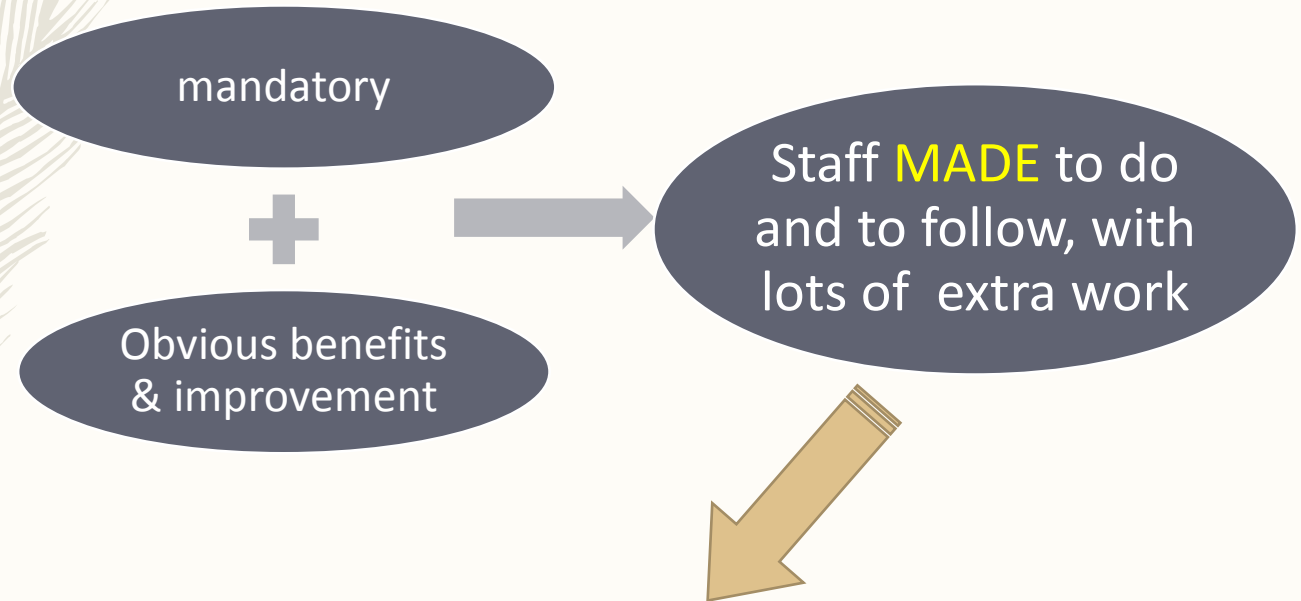 mandatory
Obvious benefits
& improvement
Staff MADE to do
and to follow, with
lots of  extra work